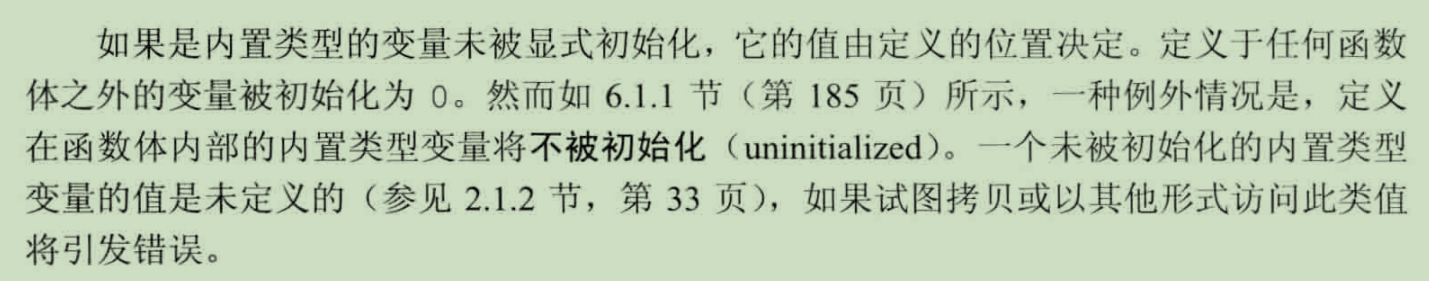 如果是内置类型的变量未被显式初始化，它的值由定义的位置决定。定义于任何函数
体之外的变量被初始化为 0。然而如 6.1.1 节（第 185 页）所示，一种例外情况是，定义
在函数体内部的内置类型变量将不被初始化（uninitialized）。一个未被初始化的内置类型
变量的值是未定义的（参见 2.1.2 节，第 33 页），如果试图拷贝或以其他形式访问此类值
将引发错误。